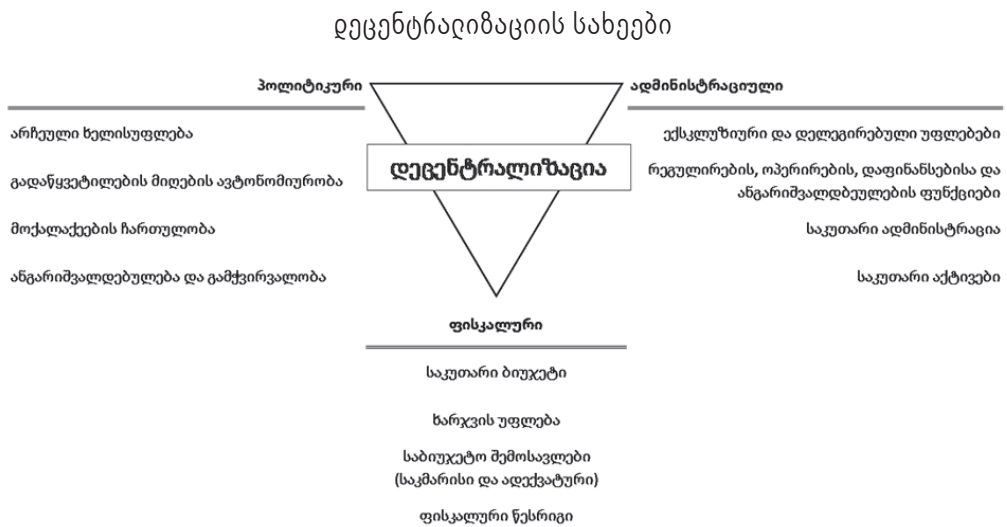 დეცენტრალიზაციის სახეები
პოლიტიკური
არჩეული ხელისუფლება
გადაწყვეტილების მიღების ავტონომიურობა
მოქალაქეების ჩართულობა
ანგარიშვალდებულება და გამჭვირვალობა
დეცენტრალიზაცია
ადმინისტრაციული
ექსკლუზიური და დელეგირებული უფლებები
რეგულირების, ოპერირების, დაფინანსებისა და
ანგარიშვალდბეულების ფუნქციები
საკუთარი ადმინისტრაცია
საკუთარი აქტივები
ფისკალური
საკუთარი ბიუჯეტი
ხარჯვის უფლება
საბიუჯეტო შემოსავლები
(საკმარისი და ადექვატური)
ფისკალური წესრიგი